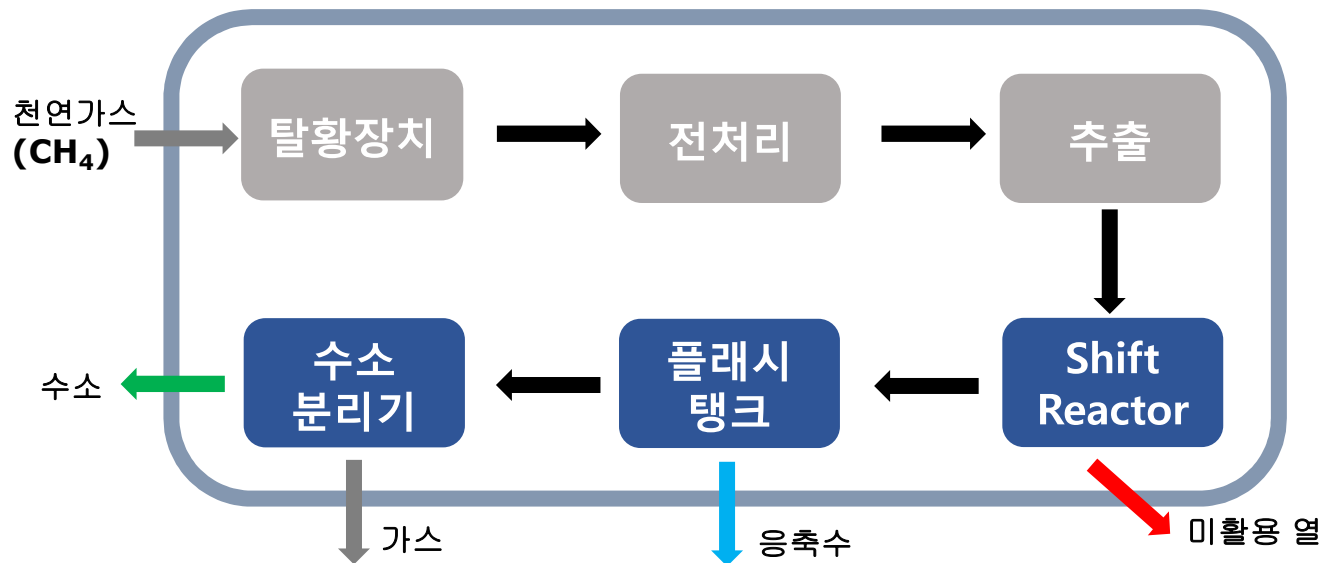 천연가스
(CH₄)
탈황장치
전처리
추출
수소
수소
분리기
플래시
탱크
Shift
Reactor
가스
응축수
미활용 열